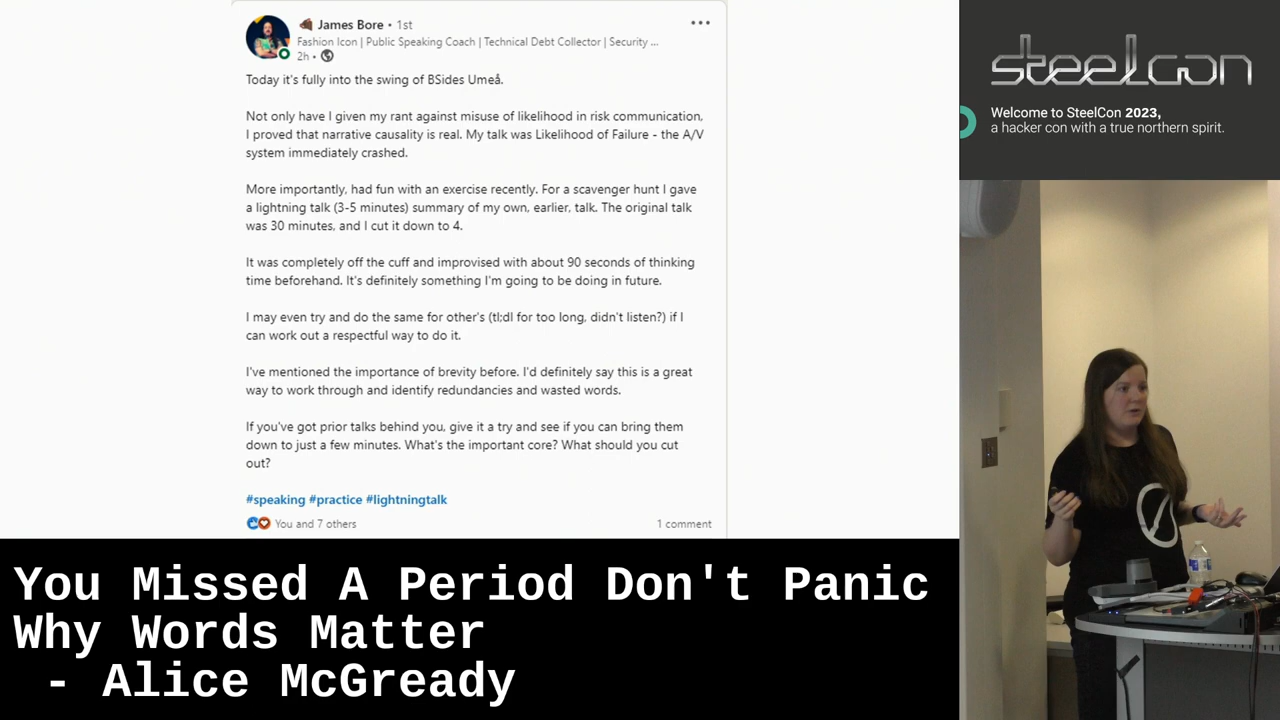 James Bore • 1st
Fashion Icon | Public Speaking Coach | Technical Debt Collector | Security ...
2h •
Today it's fully into the swing of BSides Umeå.
Not only have I given my rant against misuse of likelihood in risk communication,
I proved that narrative causality is real. My talk was Likelihood of Failure - the A/V
system immediately crashed.
More importantly, had fun with an exercise recently. For a scavenger hunt I gave
a lightning talk (3-5 minutes) summary of my own, earlier, talk. The original talk
was 30 minutes, and I cut it down to 4.
It was completely off the cuff and improvised with about 90 seconds of thinking
time beforehand. It's definitely something I'm going to be doing in future.
I may even try and do the same for other's (tl;dl for too long, didn't listen?) if I
can work out a respectful way to do it.
I've mentioned the importance of brevity before. I'd definitely say this is a great
way to work through and identify redundancies and wasted words.
If you've got prior talks behind you, give it a try and see if you can bring them
down to just a few minutes. What's the important core? What should you cut
out?
#speaking #practice #lightningtalk
You and 7 others
1 comment
steelcon
Welcome to SteelCon 2023,
a hacker con with a true northern spirit.
You Missed A Period Don't Panic
Why Words Matter
- Alice McGready